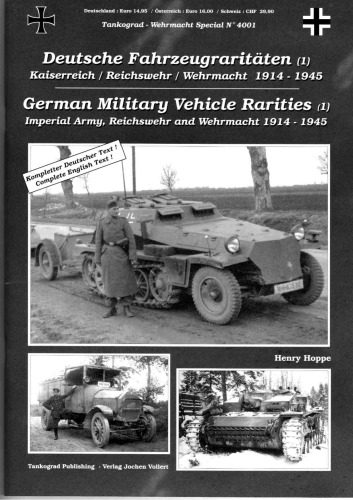 Deutschland : Euro 14,95 / Österreich : Euro 16,00 / Schweiz : CHF 29,90
Tankograd - Wehrmacht Special N° 4001
Deutsche Fahrzeugraritäten (1)
Kaiserreich / Reichswehr / Wehrmacht 1914 - 1945
German Military Vehicle Rarities (1)
Imperial Army, Reichswehr and Wehrmacht 1914 - 1945
Kompletter Deutscher Text !
Complete English Text !
Henry Hoppe
Tankograd Publishing - Verlag Jochen Vollert